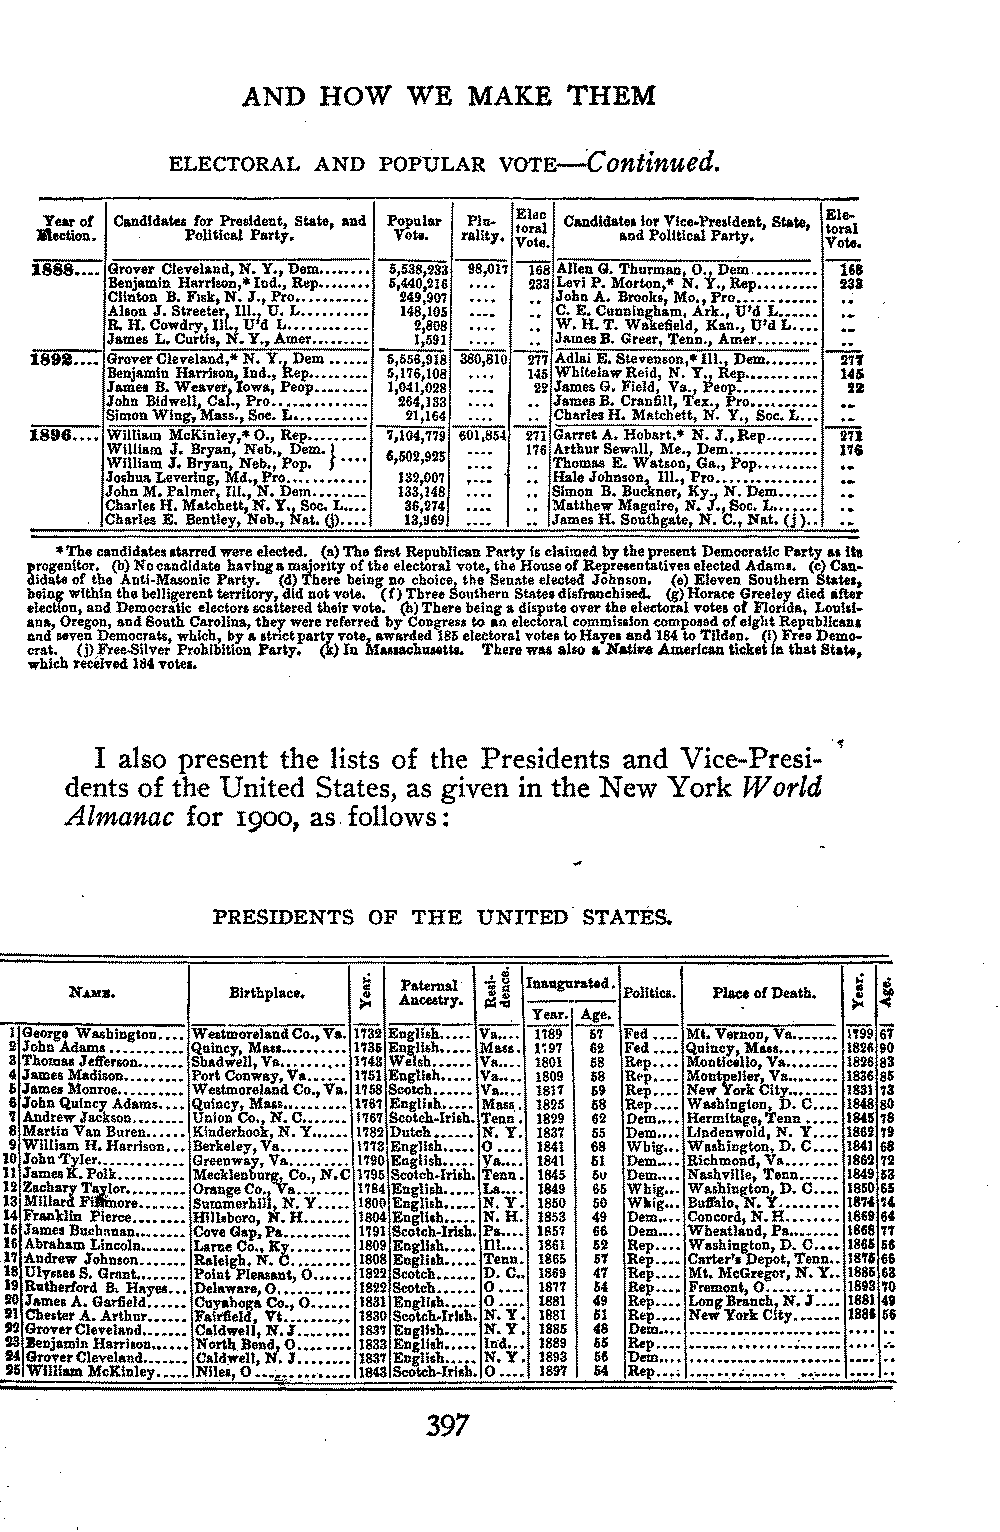 AND HOW WE MAKE THEM
ELECTORAL AND POPULAR VOTE—Continued.
Year of Election. | Candidates for President, State, and Political Party. | Popular Vote. | Plurality. | Electoral Vote. | Candidates for Vice-President, State, and Political Party. | Electoral Vote.
1888.... Grover Cleveland, N. Y., Dem........ 5,538,233 98,017 168 Allen G. Thurman, O., Dem.......... 168
Benjamin Harrison,* Ind., Rep........ 5,440,216 .... 233 Levi P. Morton,* N. Y., Rep......... 233
Clinton B. Fisk, N. J., Pro........... 249,907 .... .. John A. Brooks, Mo., Pro............ ..
Alson J. Streeter, Ill., U. L........... 148,105 .... .. C. E. Cunningham, Ark., U'd L...... ..
R. H. Cowdry, Ill., U'd L............ 2,808 .... .. W. H. T. Wakefield, Kan., U'd L.... ..
James L. Curtis, N. Y., Amer........ 1,591 .... .. James B. Greer, Tenn., Amer......... ..
1892.... Grover Cleveland,* N. Y., Dem ...... 5,556,918 380,810 277 Adlai E. Stevenson,* Ill., Dem........ 277
Benjamin Harrison, Ind., Rep......... 5,176,108 .... 145 Whitelaw Reid, N. Y., Rep........... 145
James B. Weaver, Iowa, Peop........ 1,041,028 .... 22 James G. Field, Va., Peop............ 22
John Bidwell, Cal., Pro.............. 264,133 .... .. James B. Cranfill, Tex., Pro.......... ..
Simon Wing, Mass., Soc. L........... 21,164 .... .. Charles H. Matchett, N. Y., Soc. L... ..
1896.... William McKinley,* O., Rep......... 7,104,779 601,854 271 Garret A. Hobart,* N. J., Rep........ 271
William J. Bryan, Neb., Dem. } .... 6,502,925 .... 176 Arthur Sewall, Me., Dem............. 176
William J. Bryan, Neb., Pop. } .... .. Thomas E. Watson, Ga., Pop......... ..
Joshua Levering, Md., Pro............ 132,007 .... .. Hale Johnson, Ill., Pro............... ..
John M. Palmer, Ill., N. Dem........ 133,148 .... .. Simon B. Buckner, Ky., N. Dem...... ..
Charles H. Matchett, N. Y., Soc. L.... 36,274 .... .. Matthew Maguire, N. J., Soc. L....... ..
Charles E. Bentley, Neb., Nat. (j).... 13,969 .... .. James H. Southgate, N. C., Nat. (j).. ..
*The candidates starred were elected. (a) The first Republican Party is claimed by the present Democratic Party as its
progenitor. (b) No candidate having a majority of the electoral vote, the House of Representatives elected Adams. (c) Can-
didate of the Anti-Masonic Party. (d) There being no choice, the Senate elected Johnson. (e) Eleven Southern States,
being within the belligerent territory, did not vote. (f) Three Southern States disfranchised. (g) Horace Greeley died after
election, and Democratic electors scattered their vote. (h) There being a dispute over the electoral votes of Florida, Louisi-
ana, Oregon, and South Carolina, they were referred by Congress to an electoral commission composed of eight Republicans
and seven Democrats, which, by a strict party vote, awarded 185 electoral votes to Hayes and 184 to Tilden. (i) Free Demo-
crat. (j) Free-Silver Prohibition Party. (k) In Massachusetts. There was also a Native American ticket in that State,
which received 184 votes.
I also present the lists of the Presidents and Vice-Presi-
dents of the United States, as given in the New York World
Almanac for 1900, as follows:
PRESIDENTS OF THE UNITED STATES.
NAME. | Birthplace. | Year. | Paternal Ancestry. | Residence. | Inaugurated. Year. Age. | Politics. | Place of Death. | Year. | Age.
1 George Washington.... Westmoreland Co., Va. 1732 English..... Va.... 1789 57 Fed.... Mt. Vernon, Va........ 1799 67
2 John Adams........... Quincy, Mass.......... 1735 English..... Mass. 1797 62 Fed.... Quincy, Mass......... 1826 90
3 Thomas Jefferson....... Shadwell, Va.......... 1743 Welsh...... Va.... 1801 58 Rep.... Monticello, Va........ 1826 83
4 James Madison......... Port Conway, Va...... 1751 English..... Va.... 1809 58 Rep.... Montpelier, Va........ 1836 85
5 James Monroe.......... Westmoreland Co., Va. 1758 Scotch...... Va.... 1817 59 Rep.... New York City....... 1831 73
6 John Quincy Adams.... Quincy, Mass.......... 1767 English..... Mass. 1825 58 Rep.... Washington, D. C.... 1848 80
7 Andrew Jackson........ Union Co., N. C....... 1767 Scotch-Irish. Tenn. 1829 62 Dem.... Hermitage, Tenn..... 1845 78
8 Martin Van Buren...... Kinderhook, N. Y...... 1782 Dutch...... N. Y. 1837 55 Dem.... Lindenwold, N. Y.... 1862 79
9 William H. Harrison... Berkeley, Va.......... 1773 English..... O.... 1841 68 Whig... Washington, D. C.... 1841 68
10 John Tyler............. Greenway, Va......... 1790 English..... Va.... 1841 51 Dem.... Richmond, Va........ 1862 72
11 James K. Polk.......... Mecklenburg, Co., N.C 1795 Scotch-Irish. Tenn. 1845 50 Dem.... Nashville, Tenn...... 1849 53
12 Zachary Taylor......... Orange Co., Va........ 1784 English..... La.... 1849 65 Whig... Washington, D. C.... 1850 65
13 Millard Fillmore........ Summerhill, N. Y..... 1800 English..... N. Y. 1850 50 Whig... Buffalo, N. Y......... 1874 74
14 Franklin Pierce......... Hillsboro, N. H....... 1804 English..... N. H. 1853 49 Dem.... Concord, N. H........ 1869 64
15 James Buchanan........ Cove Gap, Pa.......... 1791 Scotch-Irish. Pa.... 1857 66 Dem.... Wheatland, Pa....... 1868 77
16 Abraham Lincoln....... Larue Co., Ky......... 1809 English..... Ill.... 1861 52 Rep.... Washington, D. C.... 1865 56
17 Andrew Johnson........ Raleigh, N. C......... 1808 English..... Tenn. 1865 57 Rep.... Carter's Depot, Tenn.. 1875 66
18 Ulysses S. Grant........ Point Pleasant, O...... 1822 Scotch...... D. C.. 1869 47 Rep.... Mt. McGregor, N. Y.. 1885 63
19 Rutherford B. Hayes... Delaware, O........... 1822 Scotch...... O.... 1877 54 Rep.... Fremont, O........... 1893 70
20 James A. Garfield...... Cuyahoga Co., O...... 1831 English..... O.... 1881 49 Rep.... Long Branch, N. J.... 1881 49
21 Chester A. Arthur...... Fairfield, Vt........... 1830 Scotch-Irish. N. Y. 1881 51 Rep.... New York City....... 1886 56
22 Grover Cleveland....... Caldwell, N. J......... 1837 English..... N. Y. 1885 48 Dem.... .... ..
23 Benjamin Harrison...... North Bend, O......... 1833 English..... Ind... 1889 55 Rep.... .... ..
24 Grover Cleveland....... Caldwell, N. J......... 1837 English..... N. Y. 1893 56 Dem.... .... ..
25 William McKinley..... Niles, O............... 1843 Scotch-Irish. O.... 1897 54 Rep.... .... ..
397